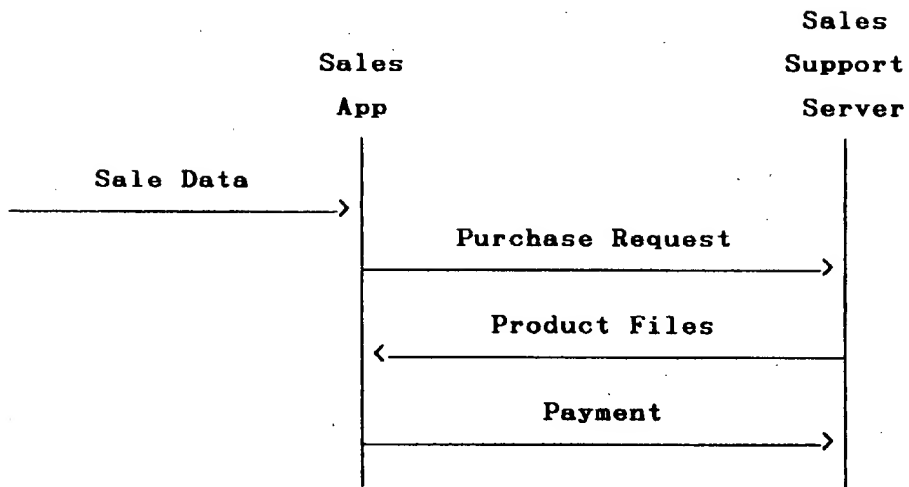 Sales
App
Sales
Support
Server
Sale Data
Purchase Request
Product Files
Payment